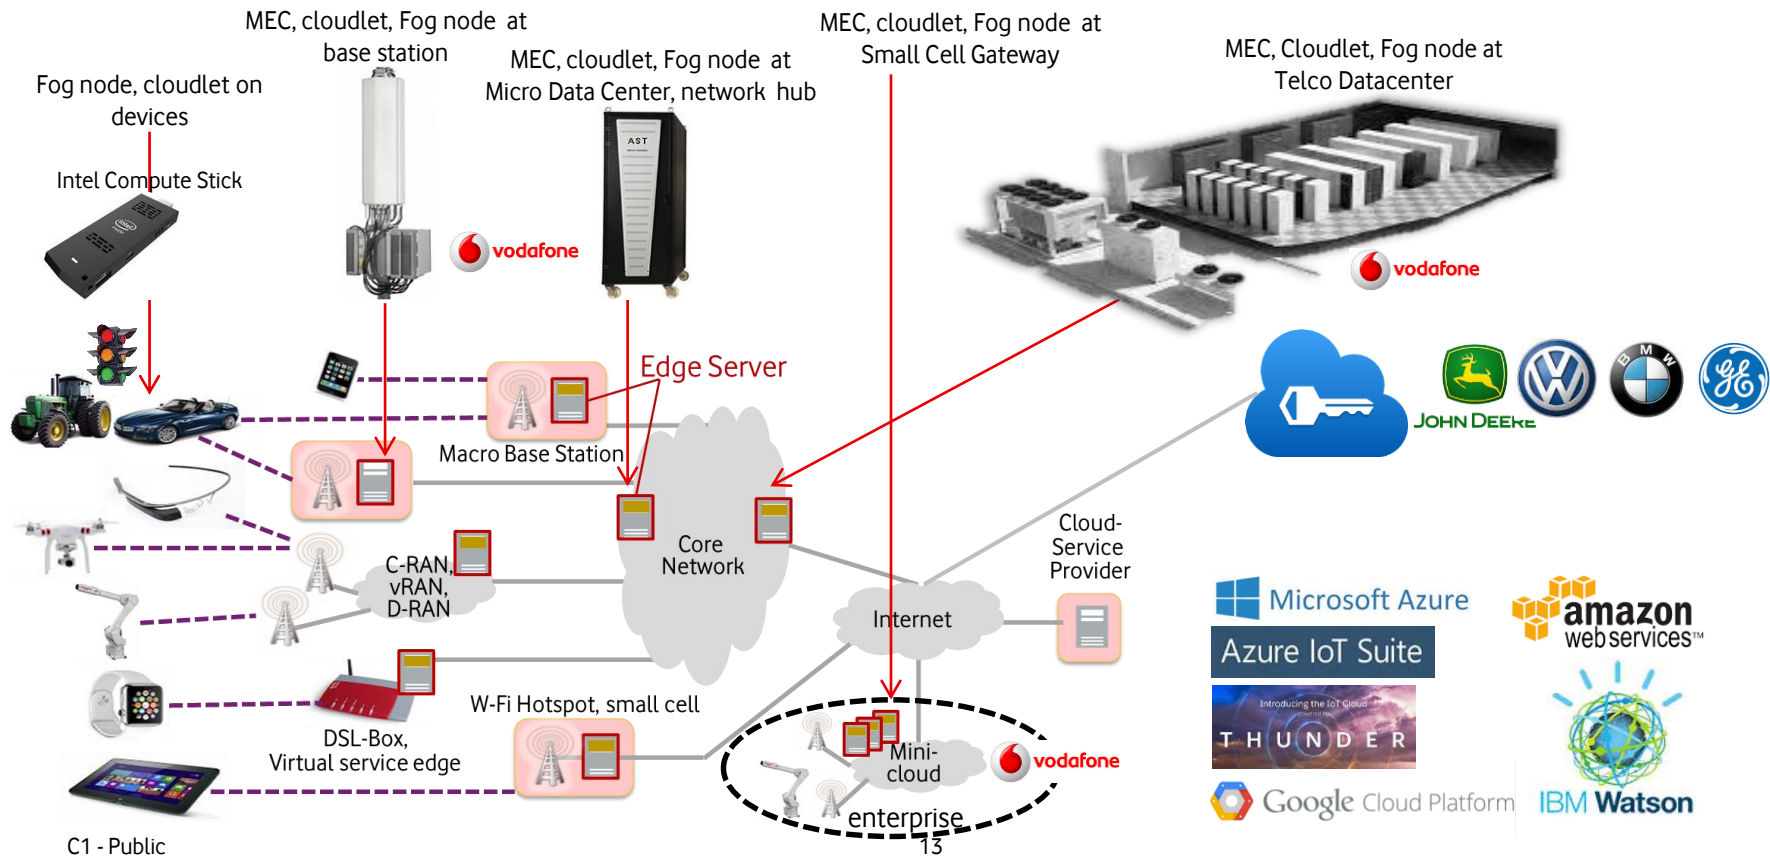 MEC, cloudlet, Fog node at
base station
MEC, cloudlet, Fog node at
Micro Data Center, network hub
MEC, cloudlet, Fog node at
Small Cell Gateway
MEC, Cloudlet, Fog node at
Telco Datacenter
Fog node, cloudlet on
devices
Intel Compute Stick
intel
AST
vodafone
vodafone
Edge Server
Macro Base Station
JOHN DEERE
BMW
GE
Core
Network
C-RAN,
vRAN,
D-RAN
Cloud-
Service
Provider
Internet
DSL-Box,
Virtual service edge
W-Fi Hotspot, small cell
Mini-
cloud
vodafone
enterprise
Microsoft Azure
Azure IoT Suite
Introducing the IoT Cloud
THUNDER
Google Cloud Platform
amazon
web services™
IBM Watson
C1 - Public
13